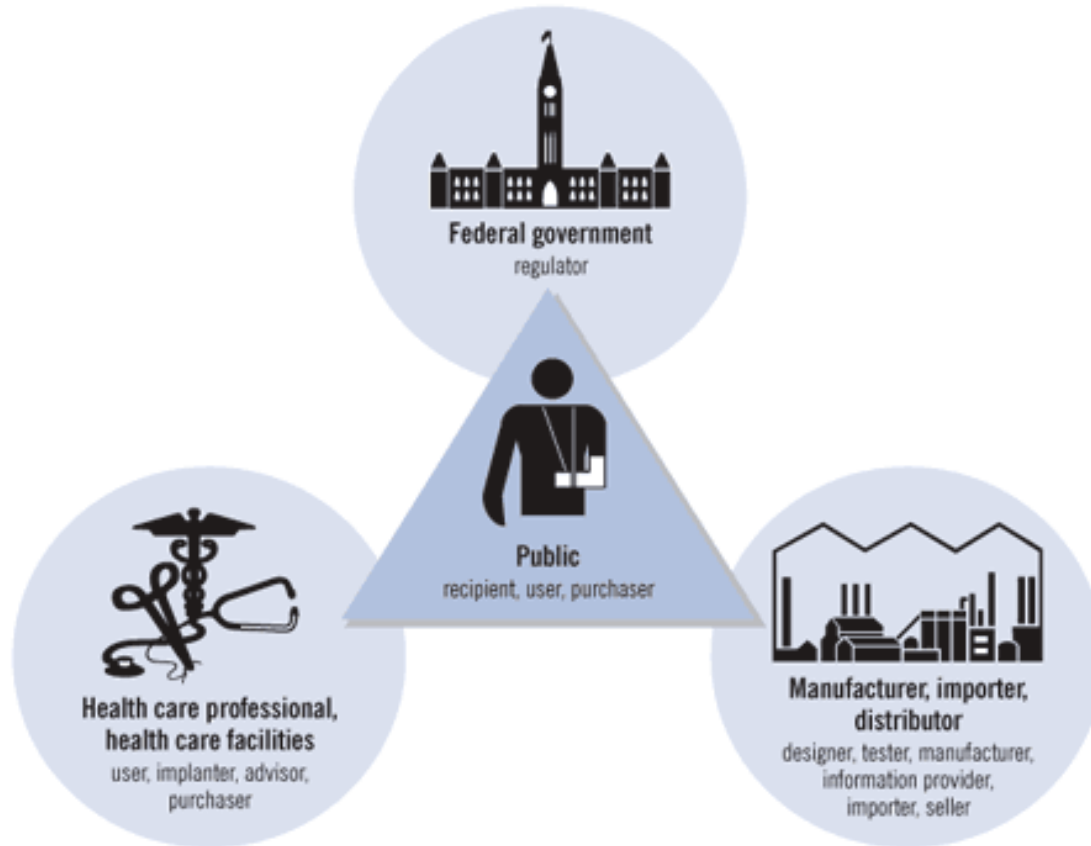 Federal government
regulator
Public
recipient, user, purchaser
Health care professional,
health care facilities
user, implanter, advisor,
purchaser
Manufacturer, importer,
distributor
designer, tester, manufacturer,
information provider,
importer, seller